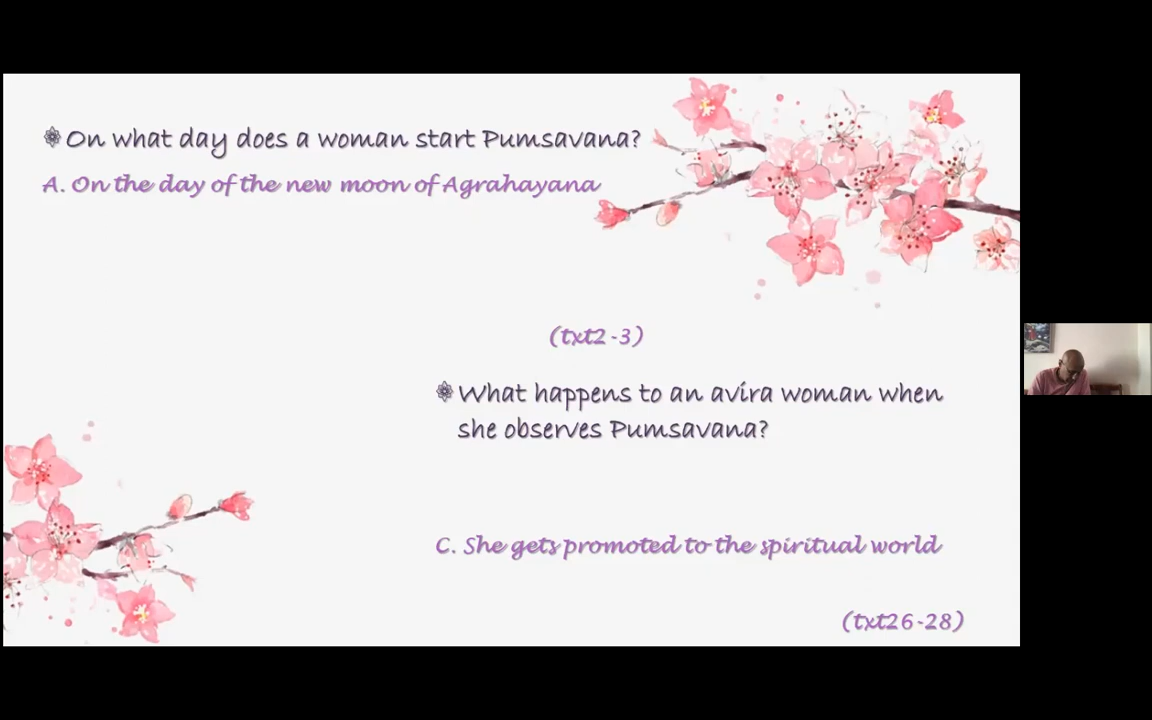 On what day does a woman start Pumsavana?
A. On the day of the new moon of Agrahayana
(txt2-3)
What happens to an avira woman when
she observes Pumsavana?
C. She gets promoted to the spiritual world
(txt26-28)